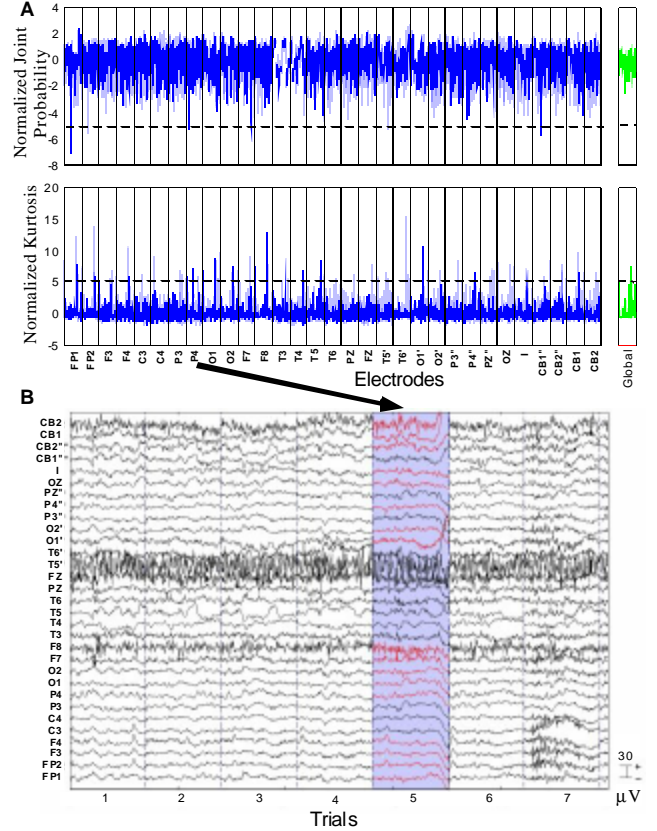 A
Normalized Joint
Probability
4
2
0
-2
-4
-6
-8
Normalized Kurtosis
20
15
10
5
0
-5
FP1 FP2 F3 F4 C3 C4 P3 P4 O1 O2 F7 F8 T3 T4 T5 T6 PZ FZ T5' T6' O1' O2' P3" P4" PZ" OZ I CB1" CB2" CB1 CB2
Global
Electrodes
B
CB2
CB1
CB2"
CB1"
I
OZ
PZ"
P4"
P3"
O2'
O1'
T6'
T5'
FZ
PZ
T6
T5
T4
T3
F8
F7
O2
O1
P4
P3
C4
C3
F4
F3
FP2
FP1
30
+
-
µV
1 2 3 4 5 6 7
Trials